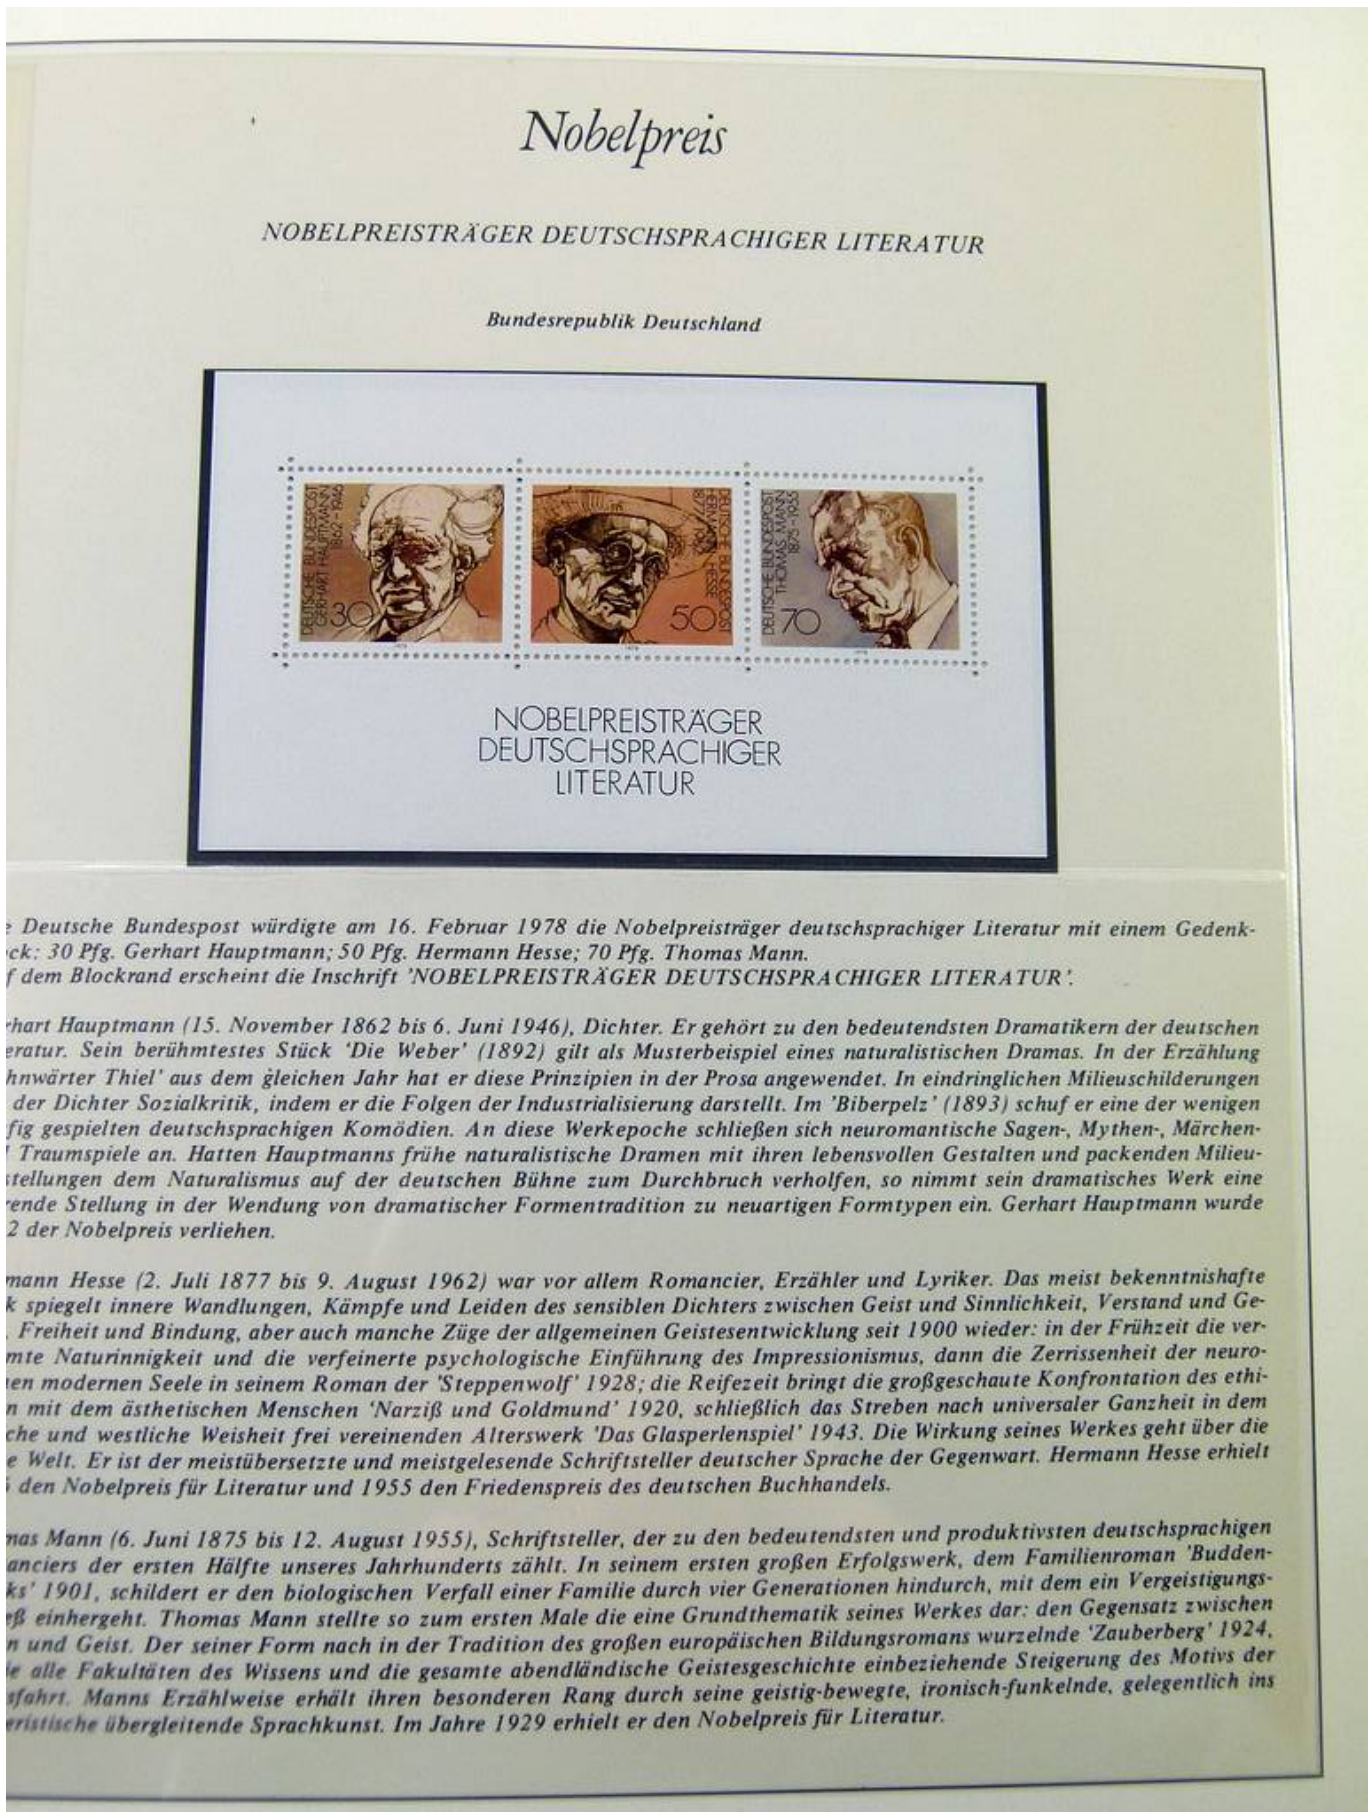 Nobelpreis
NOBELPREISTRÄGER DEUTSCHSPRACHIGER LITERATUR
Bundesrepublik Deutschland
DEUTSCHE BUNDESPOST
GERHART HAUPTMANN
1862-1946
30
DEUTSCHE BUNDESPOST
HERMANN HESSE
1877-1962
50
DEUTSCHE BUNDESPOST
THOMAS MANN
1875-1955
70
NOBELPREISTRÄGER
DEUTSCHSPRACHIGER
LITERATUR
Deutsche Bundespost würdigte am 16. Februar 1978 die Nobelpreisträger deutschsprachiger Literatur mit einem Gedenk-
ck: 30 Pfg. Gerhart Hauptmann; 50 Pfg. Hermann Hesse; 70 Pfg. Thomas Mann.
f dem Blockrand erscheint die Inschrift 'NOBELPREISTRÄGER DEUTSCHSPRACHIGER LITERATUR'.
rhart Hauptmann (15. November 1862 bis 6. Juni 1946), Dichter. Er gehört zu den bedeutendsten Dramatikern der deutschen
eratur. Sein berühmtestes Stück 'Die Weber' (1892) gilt als Musterbeispiel eines naturalistischen Dramas. In der Erzählung
hnwärter Thiel' aus dem gleichen Jahr hat er diese Prinzipien in der Prosa angewendet. In eindringlichen Milieuschilderungen
der Dichter Sozialkritik, indem er die Folgen der Industrialisierung darstellt. Im 'Biberpelz' (1893) schuf er eine der wenigen
fig gespielten deutschsprachigen Komödien. An diese Werkepoche schließen sich neuromantische Sagen-, Mythen-, Märchen-
Traumspiele an. Hatten Hauptmanns frühe naturalistische Dramen mit ihren lebensvollen Gestalten und packenden Milieu-
stellungen dem Naturalismus auf der deutschen Bühne zum Durchbruch verholfen, so nimmt sein dramatisches Werk eine
rende Stellung in der Wendung von dramatischer Formentradition zu neuartigen Formtypen ein. Gerhart Hauptmann wurde
2 der Nobelpreis verliehen.
mann Hesse (2. Juli 1877 bis 9. August 1962) war vor allem Romancier, Erzähler und Lyriker. Das meist bekenntnishafte
k spiegelt innere Wandlungen, Kämpfe und Leiden des sensiblen Dichters zwischen Geist und Sinnlichkeit, Verstand und Ge-
. Freiheit und Bindung, aber auch manche Züge der allgemeinen Geistesentwicklung seit 1900 wieder: in der Frühzeit die ver-
mte Naturinnigkeit und die verfeinerte psychologische Einführung des Impressionismus, dann die Zerrissenheit der neuro-
en modernen Seele in seinem Roman der 'Steppenwolf' 1928; die Reifezeit bringt die großgeschaute Konfrontation des ethi-
n mit dem ästhetischen Menschen 'Narziß und Goldmund' 1920, schließlich das Streben nach universaler Ganzheit in dem
che und westliche Weisheit frei vereinenden Alterswerk 'Das Glasperlenspiel' 1943. Die Wirkung seines Werkes geht über die
e Welt. Er ist der meistübersetzte und meistgelesende Schriftsteller deutscher Sprache der Gegenwart. Hermann Hesse erhielt
den Nobelpreis für Literatur und 1955 den Friedenspreis des deutschen Buchhandels.
mas Mann (6. Juni 1875 bis 12. August 1955), Schriftsteller, der zu den bedeutendsten und produktivsten deutschsprachigen
anciers der ersten Hälfte unseres Jahrhunderts zählt. In seinem ersten großen Erfolgswerk, dem Familienroman 'Budden-
ks' 1901, schildert er den biologischen Verfall einer Familie durch vier Generationen hindurch, mit dem ein Vergeistigungs-
eß einhergeht. Thomas Mann stellte so zum ersten Male die eine Grundthematik seines Werkes dar: den Gegensatz zwischen
n und Geist. Der seiner Form nach in der Tradition des großen europäischen Bildungsromans wurzelnde 'Zauberberg' 1924,
ie alle Fakultäten des Wissens und die gesamte abendländische Geistesgeschichte einbeziehende Steigerung des Motivs der
sfahrt. Manns Erzählweise erhält ihren besonderen Rang durch seine geistig-bewegte, ironisch-funkelnde, gelegentlich ins
eristische übergleitende Sprachkunst. Im Jahre 1929 erhielt er den Nobelpreis für Literatur.